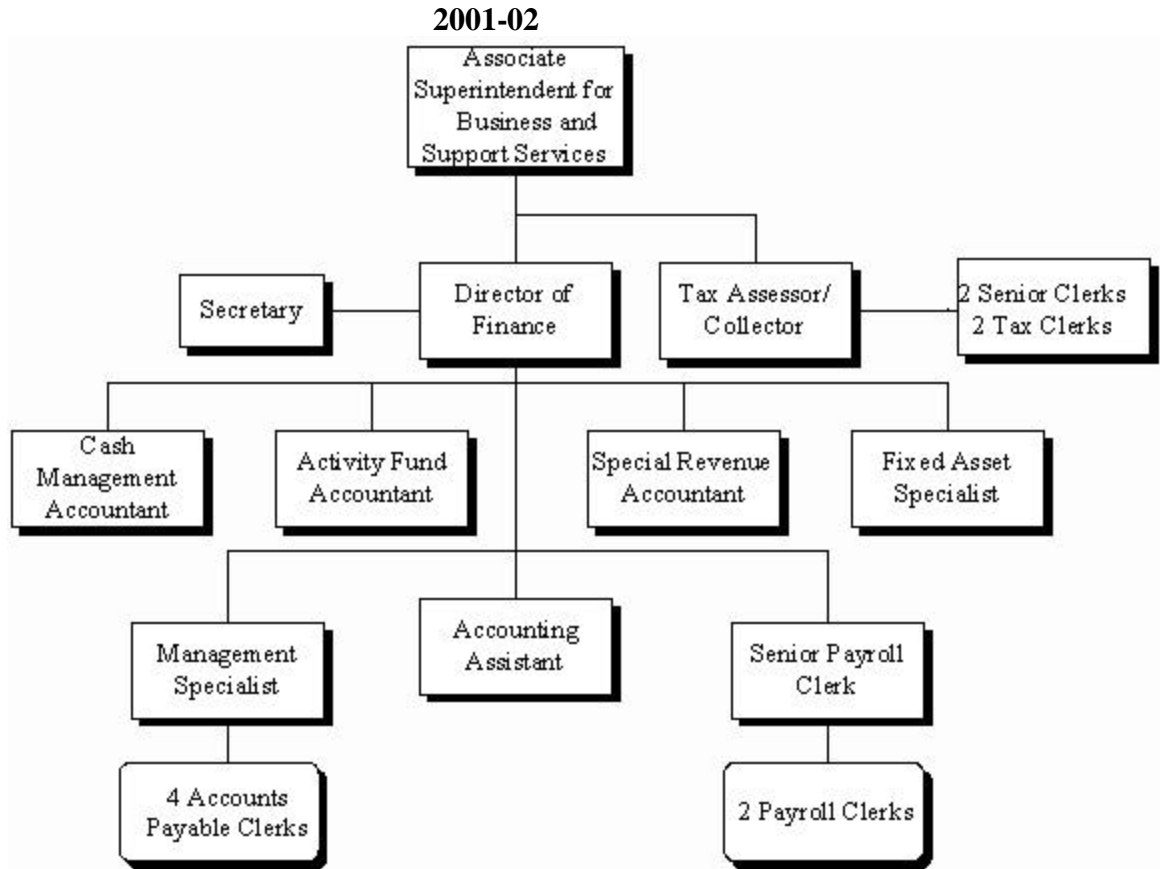 2001-02
Associate
Superintendent for
Business and
Support Services
Secretary
Director of
Finance
Tax Assessor/
Collector
2 Senior Clerks
2 Tax Clerks
Cash
Management
Accountant
Activity Fund
Accountant
Special Revenue
Accountant
Fixed Asset
Specialist
Management
Specialist
Accounting
Assistant
Senior Payroll
Clerk
4 Accounts
Payable Clerks
2 Payroll Clerks